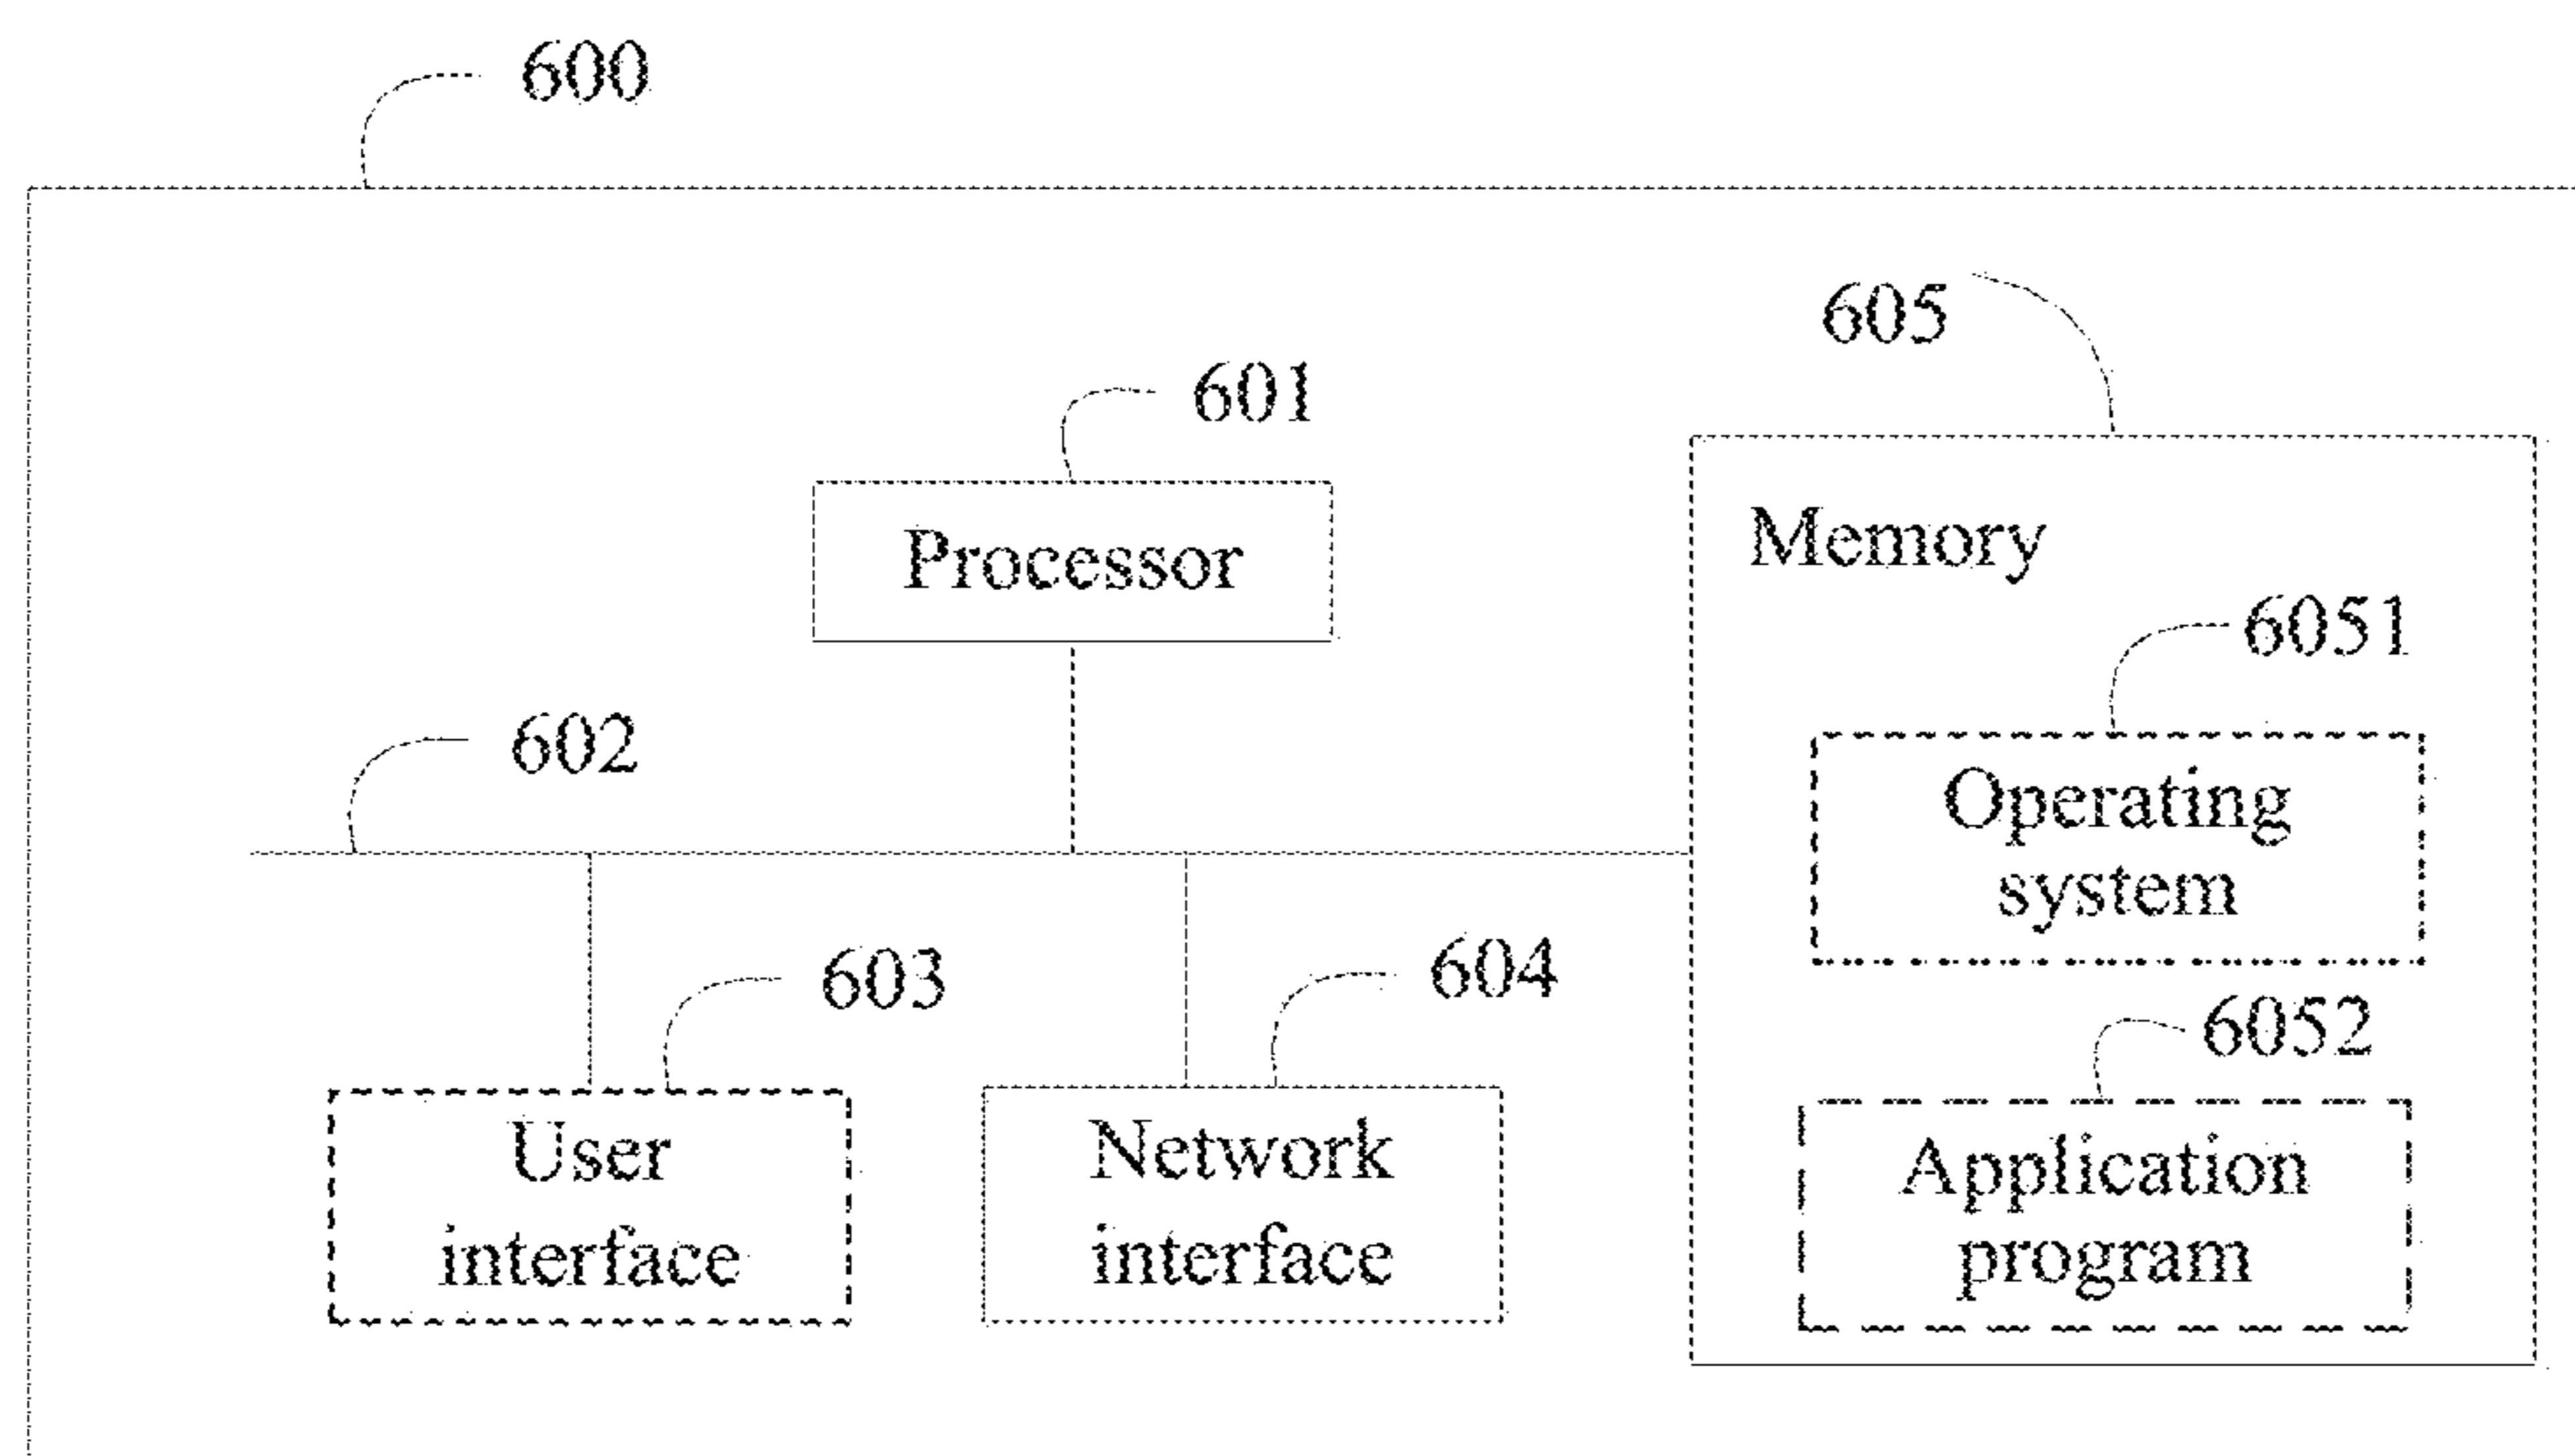 600
605
601
Processor
Memory
6051
602
Operating
system
603
604
6052
User
interface
Network
interface
Application
program